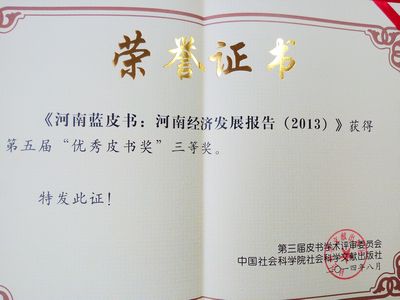 荣誉证书
《河南蓝皮书：河南经济发展报告（2013）》获得
第五届“优秀皮书奖”三等奖。
特发此证！
第三届皮书学术评审委员会
中国社会科学院社会科学文献出版社
二〇一四年八月